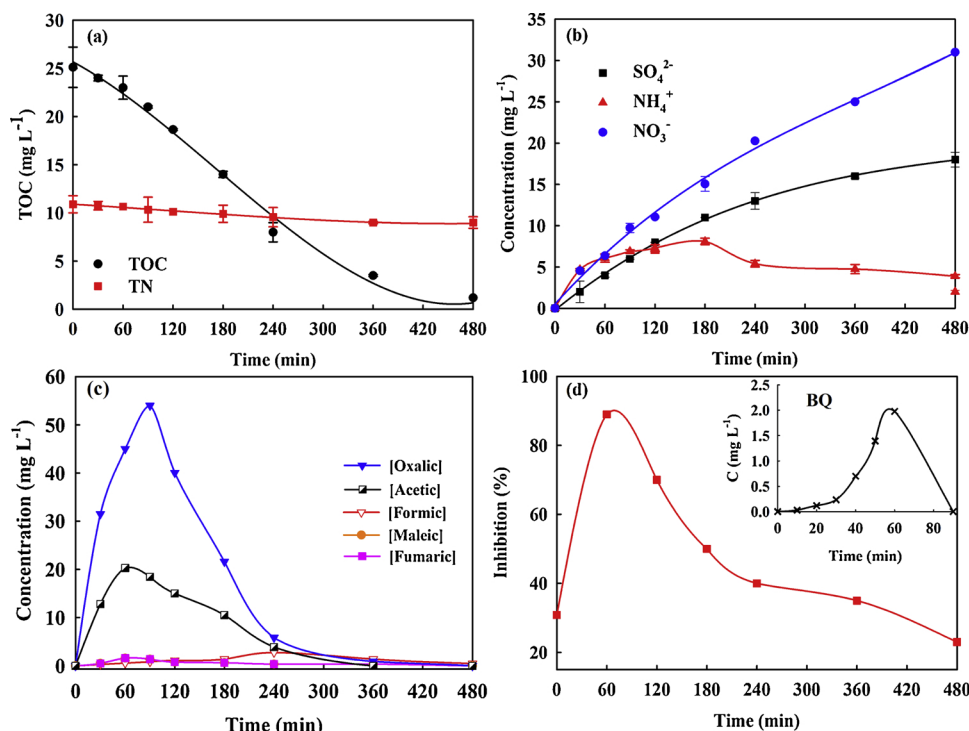 (a)
30
25
20
15
10
5
0
TOC (mg L-1)
TOC
TN
0 60 120 180 240 300 360 420 480
Time (min)
(b)
35
30
25
20
15
10
5
0
Concentration (mg L-1)
SO42-
NH4+
NO3-
0 60 120 180 240 300 360 420 480
Time (min)
(c)
60
50
40
30
20
10
0
Concentration (mg L-1)
[Oxalic]
[Acetic]
[Formic]
[Maleic]
[Fumaric]
0 60 120 180 240 300 360 420 480
Time (min)
(d)
100
80
60
40
20
Inhibition (%)
BQ
2.5
2.0
1.5
1.0
0.5
0.0
C (mg L-1)
0 20 40 60 80
Time (min)
0 60 120 180 240 300 360 420 480
Time (min)